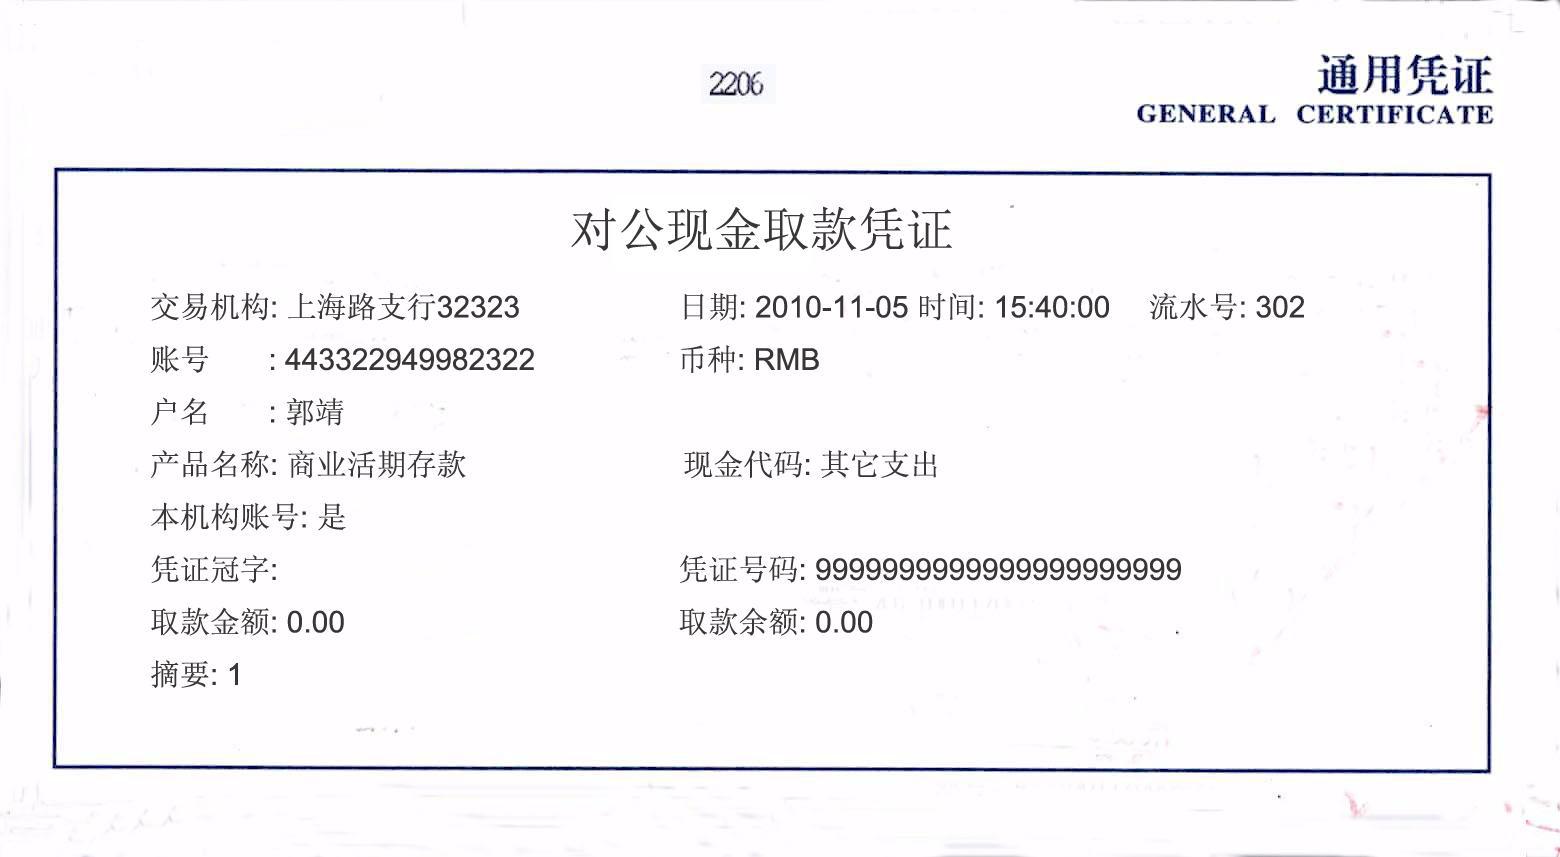 2206
通用凭证
GENERAL CERTIFICATE
对公现金取款凭证
交易机构: 上海路支行32323 日期: 2010-11-05 时间: 15:40:00 流水号: 302
账号 : 443322949982322 币种: RMB
户名 : 郭靖
产品名称: 商业活期存款 现金代码: 其它支出
本机构账号: 是
凭证冠字: 凭证号码: 9999999999999999999999
取款金额: 0.00 取款余额: 0.00
摘要: 1